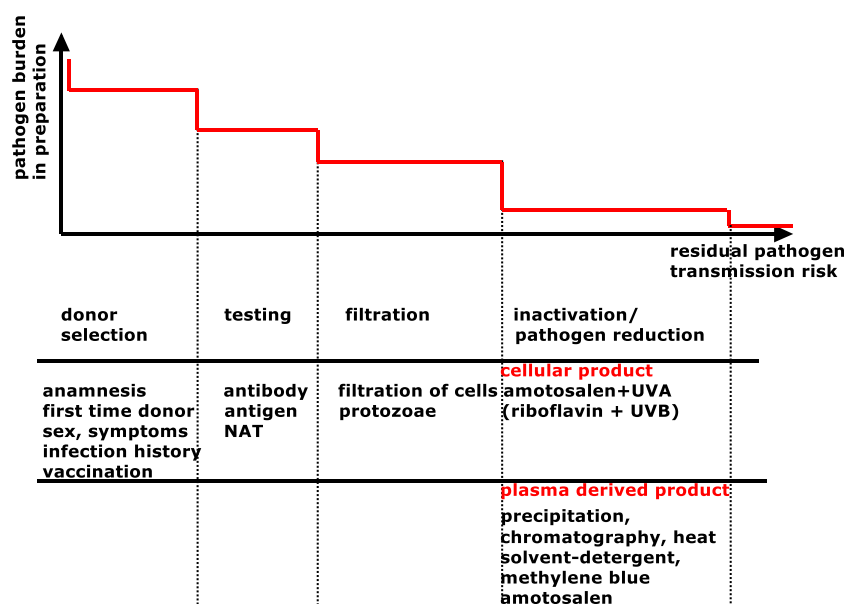 pathogen burden
in preparation
residual pathogen
transmission risk
donor
selection
testing
filtration
inactivation/
pathogen reduction
anamnesis
first time donor
sex, symptoms
infection history
vaccination
antibody
antigen
NAT
filtration of cells
protozoae
cellular product
amotosalen+UVA
(riboflavin + UVB)
plasma derived product
precipitation,
chromatography, heat
solvent-detergent,
methylene blue
amotosalen